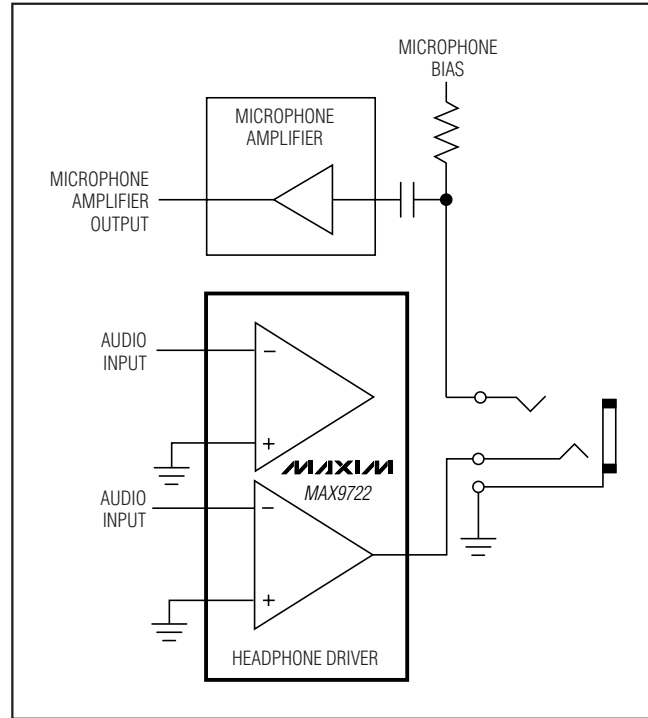 MICROPHONE
BIAS
MICROPHONE
AMPLIFIER
MICROPHONE
AMPLIFIER
OUTPUT
AUDIO
INPUT
−
+
MAXIM
MAX9722
AUDIO
INPUT
−
+
HEADPHONE DRIVER